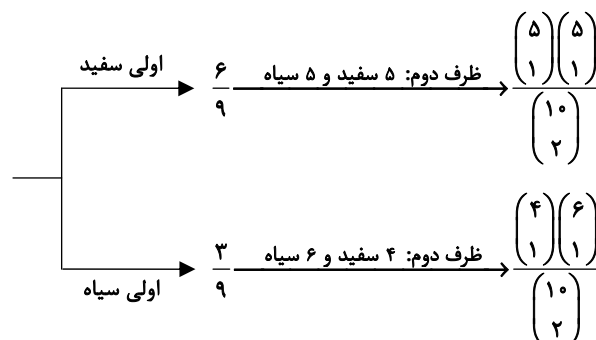 اولی سفید
۶/۹
ظرف دوم: ۵ سفید و ۵ سیاه
(۵ ۱)(۵ ۱)/(۱۰ ۲)
اولی سیاه
۳/۹
ظرف دوم: ۴ سفید و ۶ سیاه
(۴ ۱)(۶ ۱)/(۱۰ ۲)